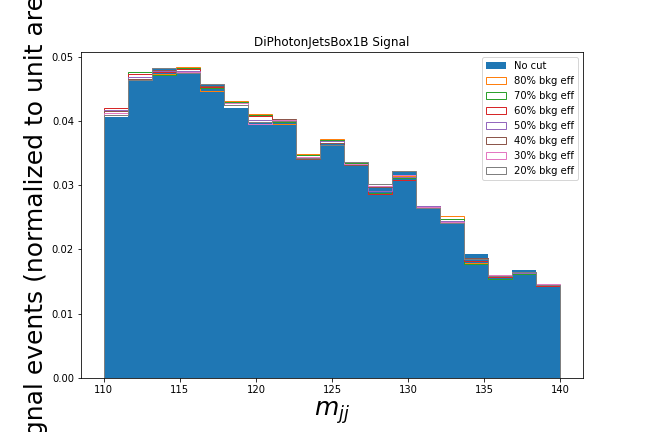 DiPhotonJetsBox1B Signal
gnal events (normalized to unit are
0.05
0.04
0.03
0.02
0.01
0.00
No cut
80% bkg eff
70% bkg eff
60% bkg eff
50% bkg eff
40% bkg eff
30% bkg eff
20% bkg eff
110 115 120 125 130 135 140
m_{jj}